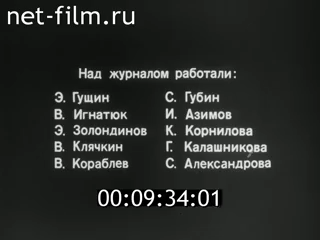 net-film.ru
Над журналом работали:
Э. Гущин С. Губин
В. Игнатюк И. Азимов
Э. Золондинов К. Корнилова
В. Клячкин Г. Калашникова
В. Кораблев С. Александрова
00:09:34:01